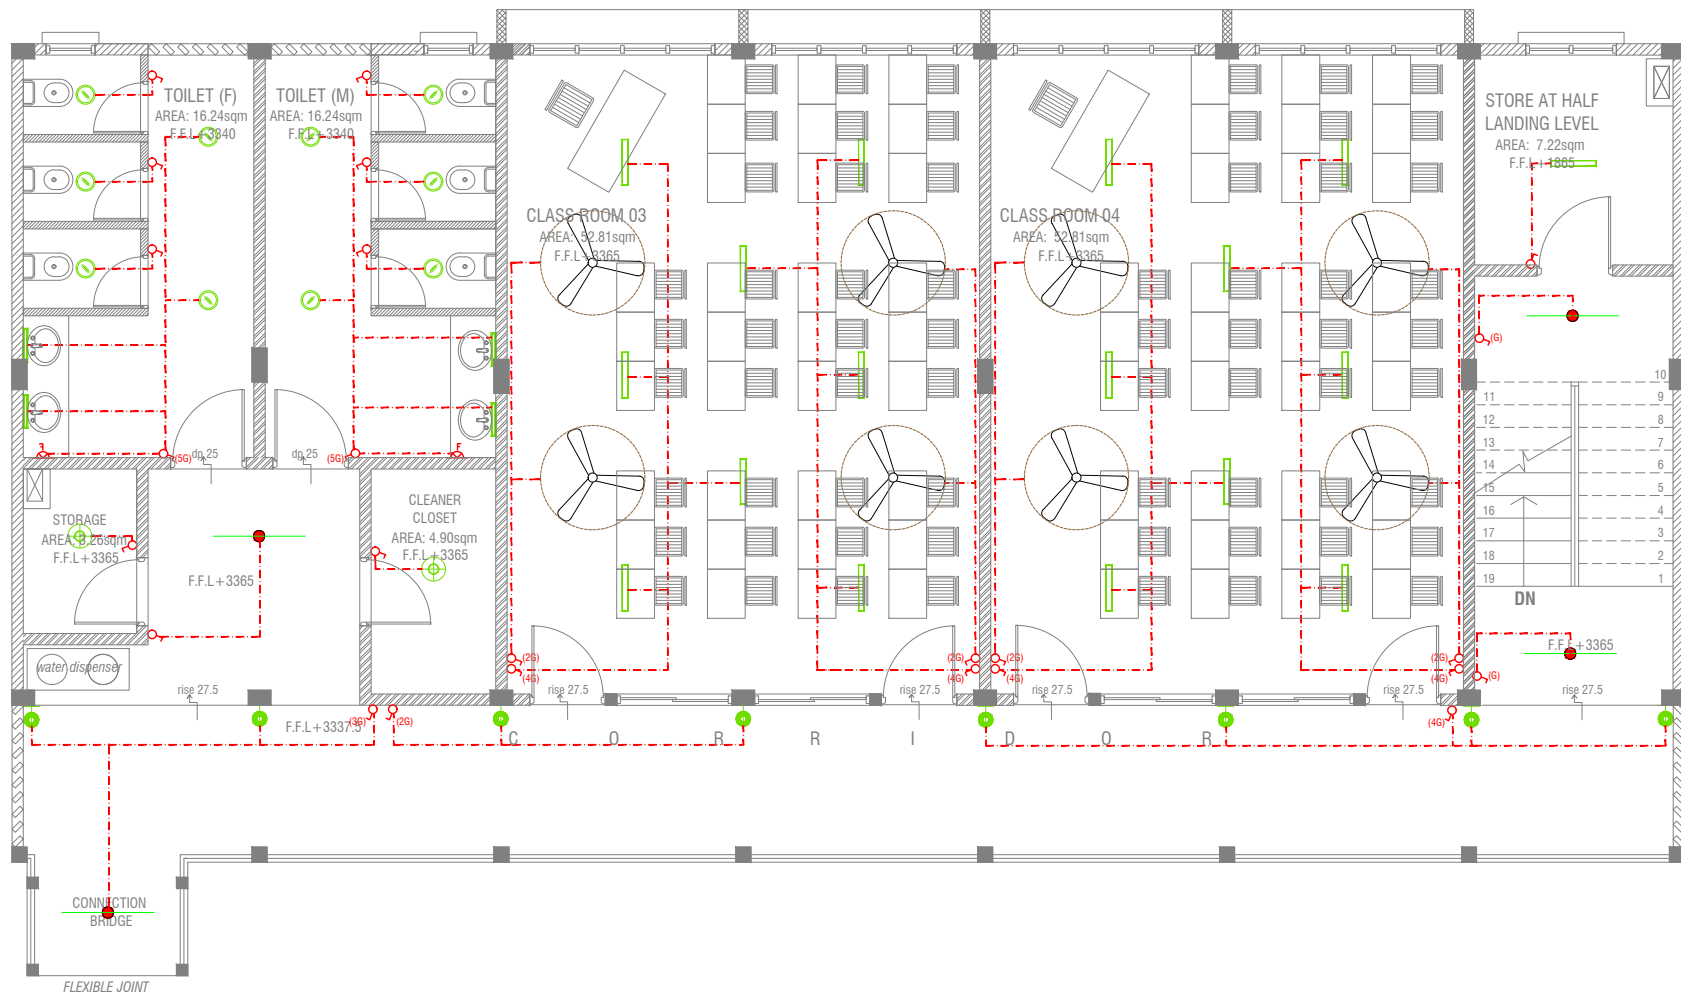 TOILET (F)
AREA: 16.24sqm
F.F.L+3340
TOILET (M)
AREA: 16.24sqm
F.F.L+3340
STORE AT HALF
LANDING LEVEL
AREA: 7.22sqm
F.F.L+1865
CLASS ROOM 03
AREA: 52.81sqm
F.F.L+3365
CLASS ROOM 04
AREA: 52.81sqm
F.F.L+3365
(G)
10
11
9
12
8
13
7
14
6
15
5
16
4
17
3
18
2
19
1
DN
F.F.L+3365
(G)
(5G)
dp.25
dp.25
(5G)
STORAGE
AREA: 3.26sqm
F.F.L+3365
F.F.L+3365
CLEANER
CLOSET
AREA: 4.90sqm
F.F.L+3365
water dispenser
(2G)
(4G)
(2G)
(4G)
(2G)
(4G)
(2G)
(4G)
rise 27.5
rise 27.5
rise 27.5
rise 27.5
rise 27.5
rise 27.5
F.F.L+3337.5
(3G)
(2G)
(4G)
C O R R I D O R
CONNECTION
BRIDGE
FLEXIBLE JOINT